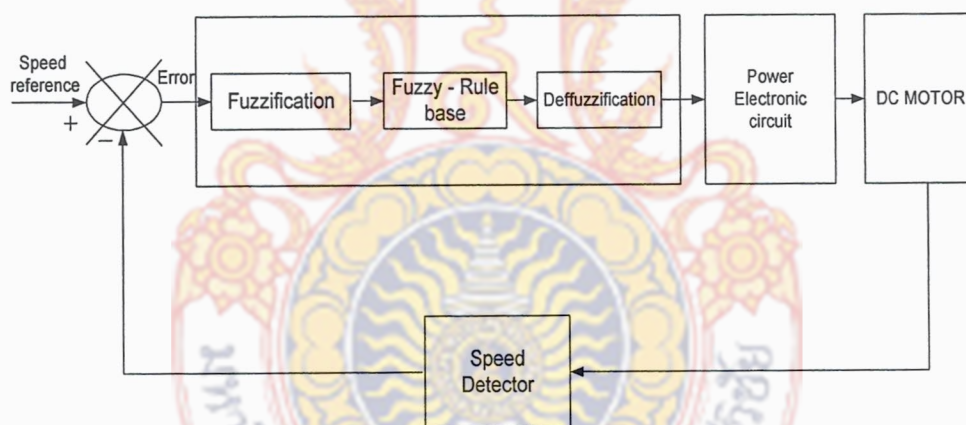 Speed
reference
+
−
Error
Fuzzification
Fuzzy - Rule
base
Deffuzzification
Power
Electronic
circuit
DC MOTOR
Speed
Detector